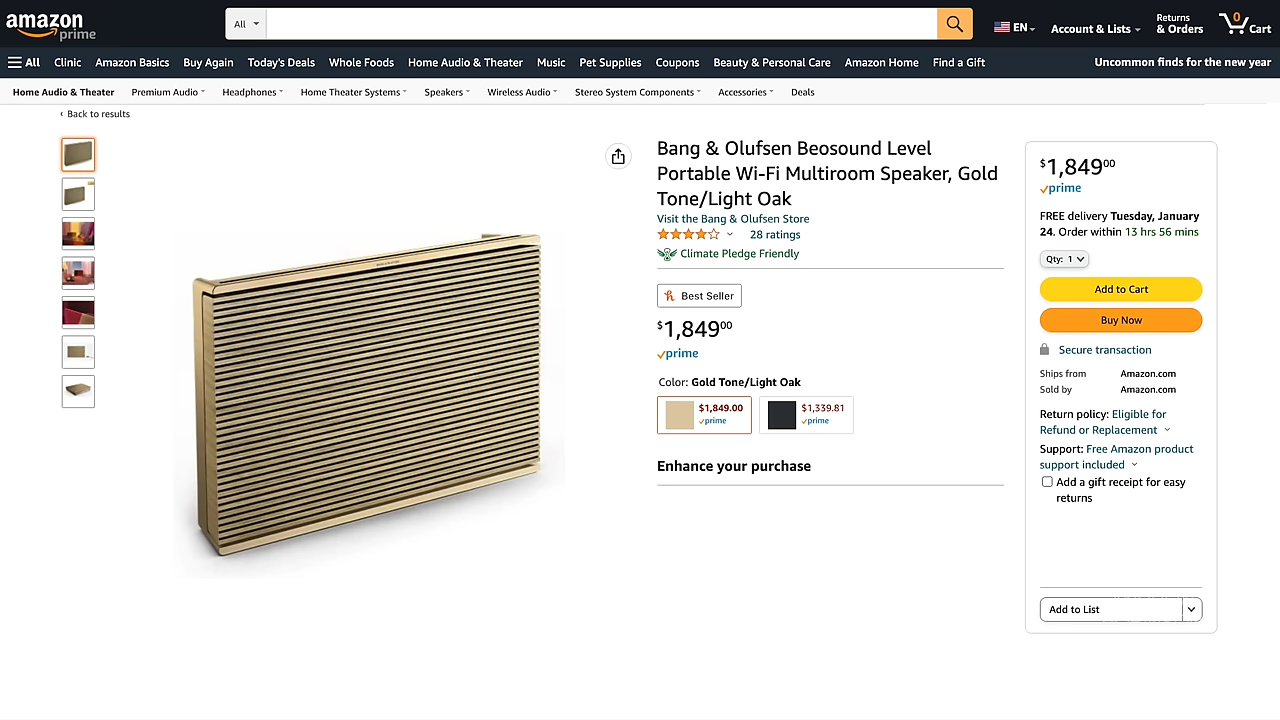 amazon
prime
All
EN
Account & Lists
Returns
& Orders
0
Cart
All
Clinic
Amazon Basics
Buy Again
Today's Deals
Whole Foods
Home Audio & Theater
Music
Pet Supplies
Coupons
Beauty & Personal Care
Amazon Home
Find a Gift
Uncommon finds for the new year
Home Audio & Theater
Premium Audio
Headphones
Home Theater Systems
Speakers
Wireless Audio
Stereo System Components
Accessories
Deals
‹ Back to results
Bang & Olufsen Beosound Level
Portable Wi-Fi Multiroom Speaker, Gold
Tone/Light Oak
Visit the Bang & Olufsen Store
28 ratings
Climate Pledge Friendly
Best Seller
$1,84900
prime
Color: Gold Tone/Light Oak
$1,849.00
prime
$1,339.81
prime
Enhance your purchase
$1,84900
prime
FREE delivery Tuesday, January
24. Order within 13 hrs 56 mins
Qty: 1
Add to Cart
Buy Now
Secure transaction
Ships from Amazon.com
Sold by Amazon.com
Return policy: Eligible for
Refund or Replacement
Support: Free Amazon product
support included
Add a gift receipt for easy
returns
Add to List